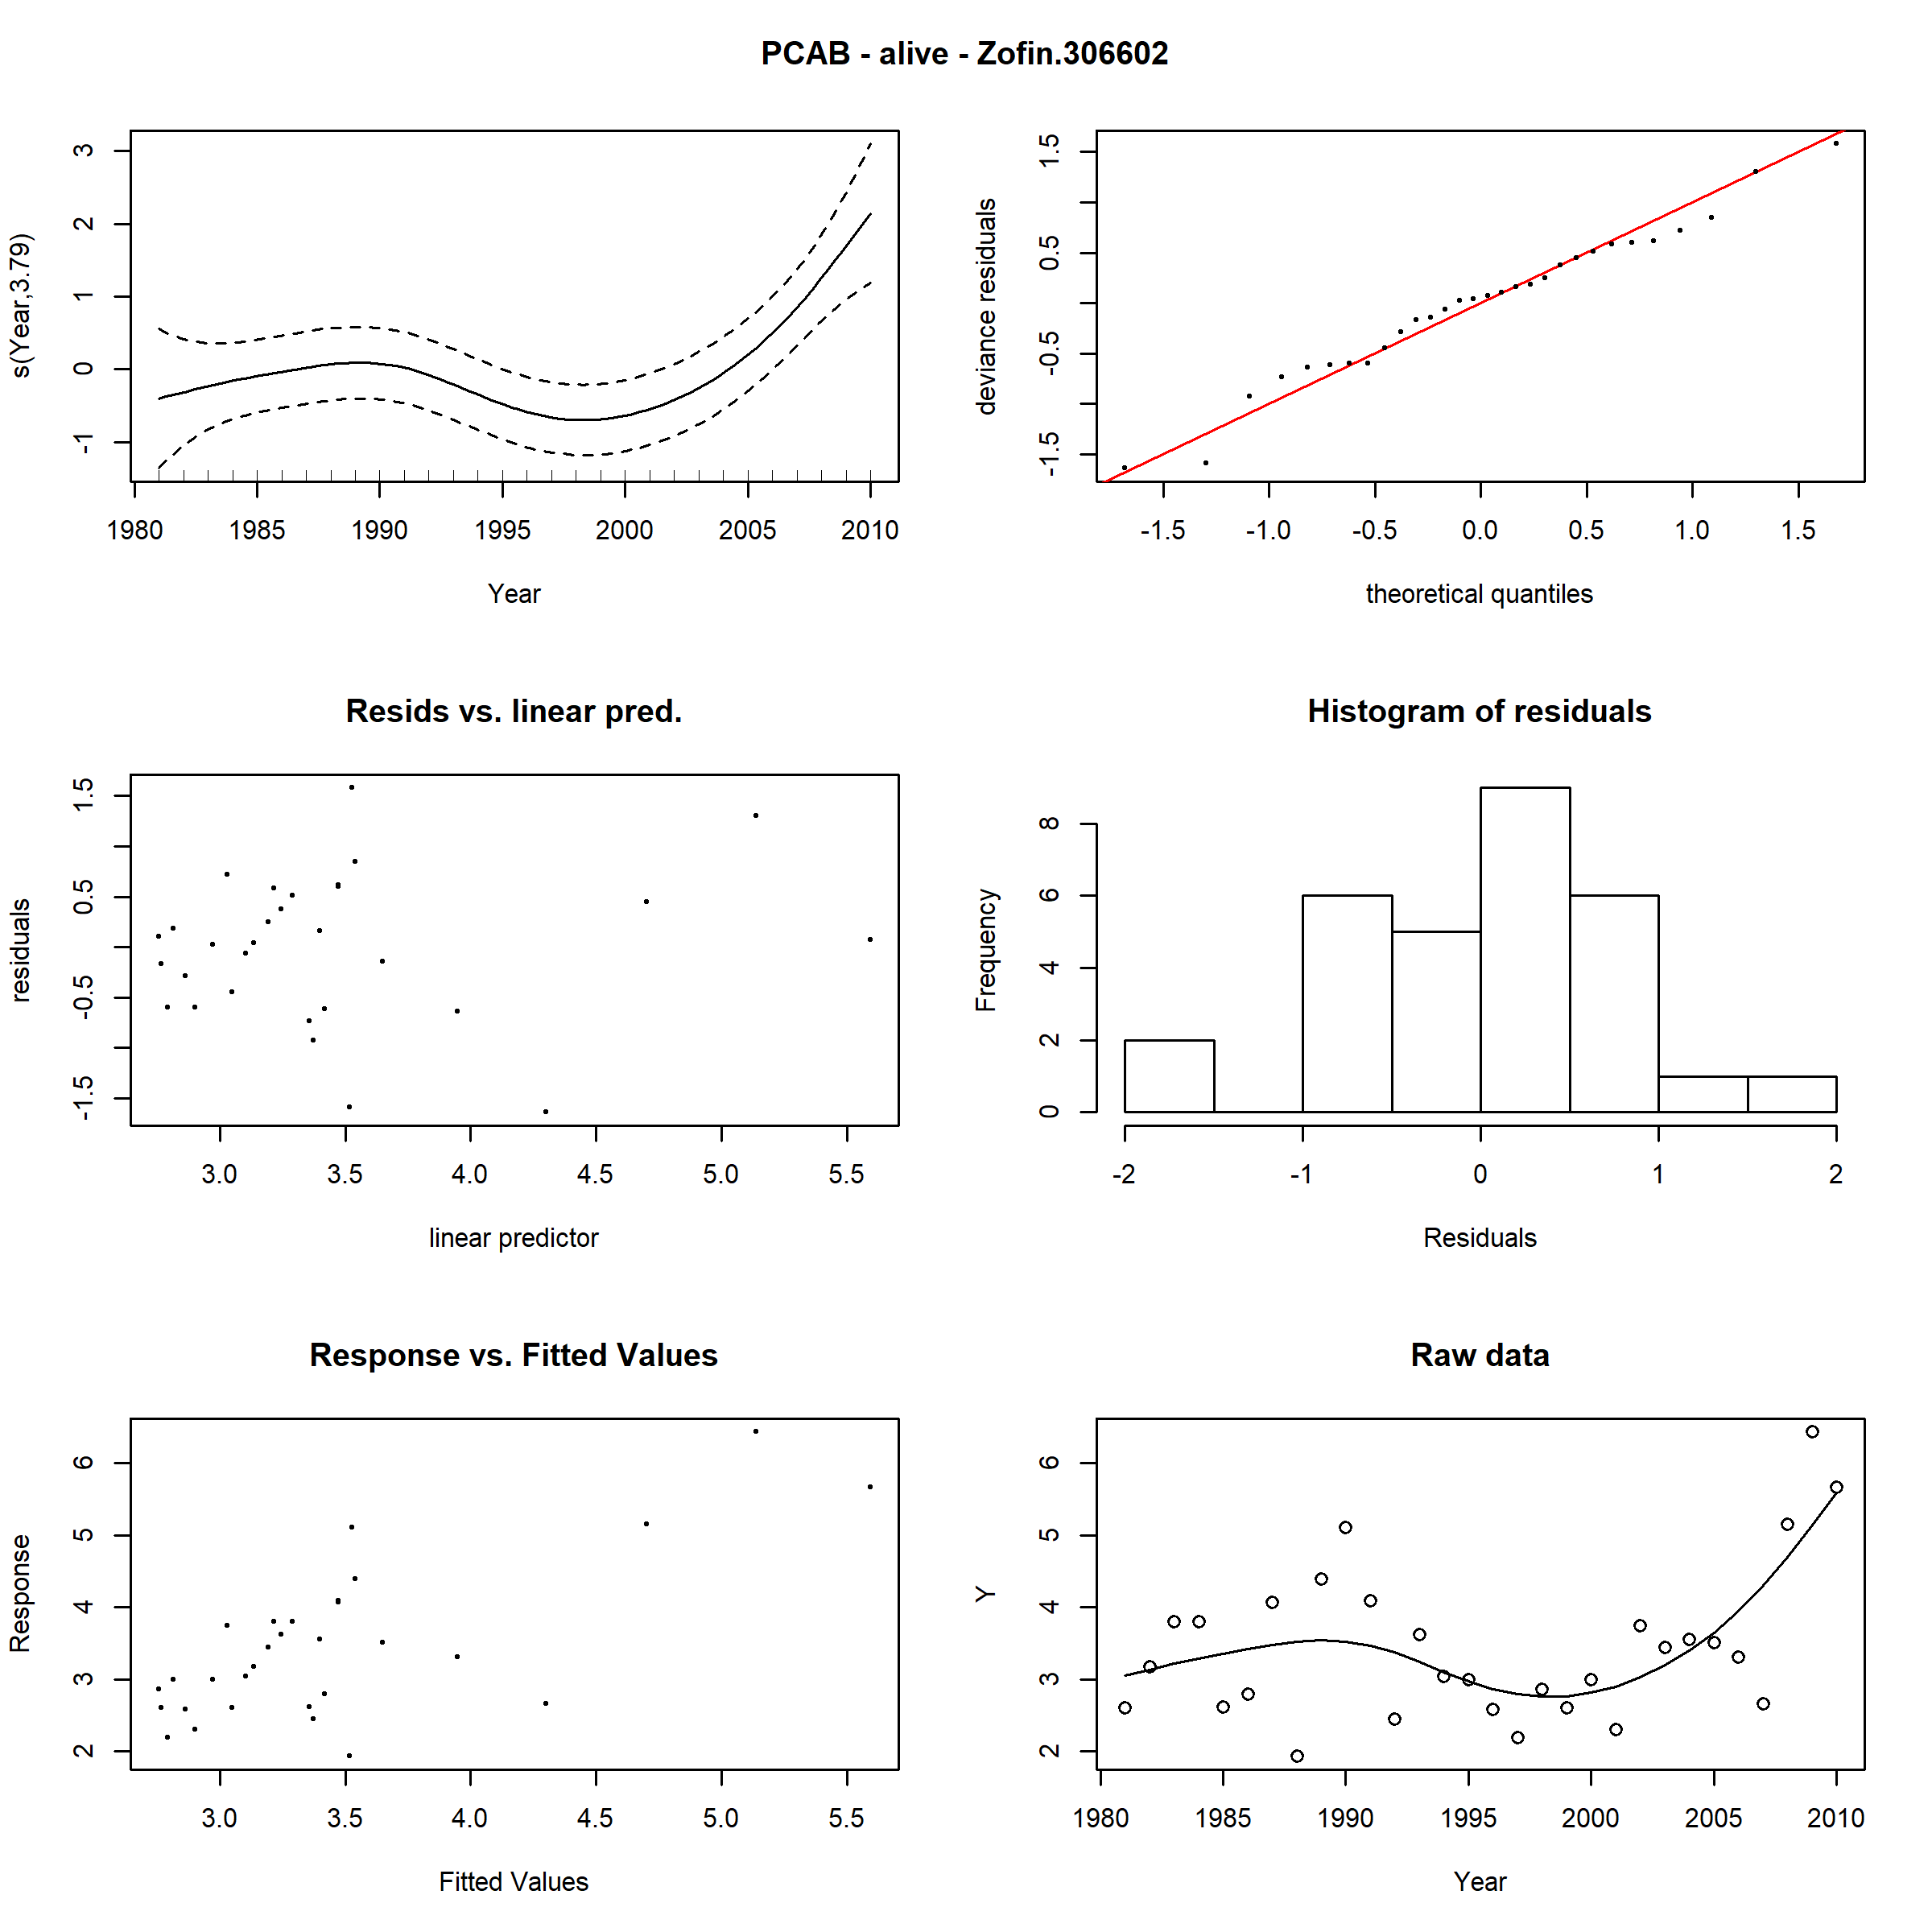 PCAB - alive - Zofin.306602
s(Year,3.79)
3
2
1
0
-1
1980 1985 1990 1995 2000 2005 2010
Year
deviance residuals
1.5
0.5
-0.5
-1.5
-1.5 -1.0 -0.5 0.0 0.5 1.0 1.5
theoretical quantiles
Resids vs. linear pred.
residuals
1.5
0.5
-0.5
-1.5
3.0 3.5 4.0 4.5 5.0 5.5
linear predictor
Histogram of residuals
Frequency
8
6
4
2
0
-2 -1 0 1 2
Residuals
Response vs. Fitted Values
Response
6
5
4
3
2
3.0 3.5 4.0 4.5 5.0 5.5
Fitted Values
Raw data
Y
6
5
4
3
2
1980 1985 1990 1995 2000 2005 2010
Year